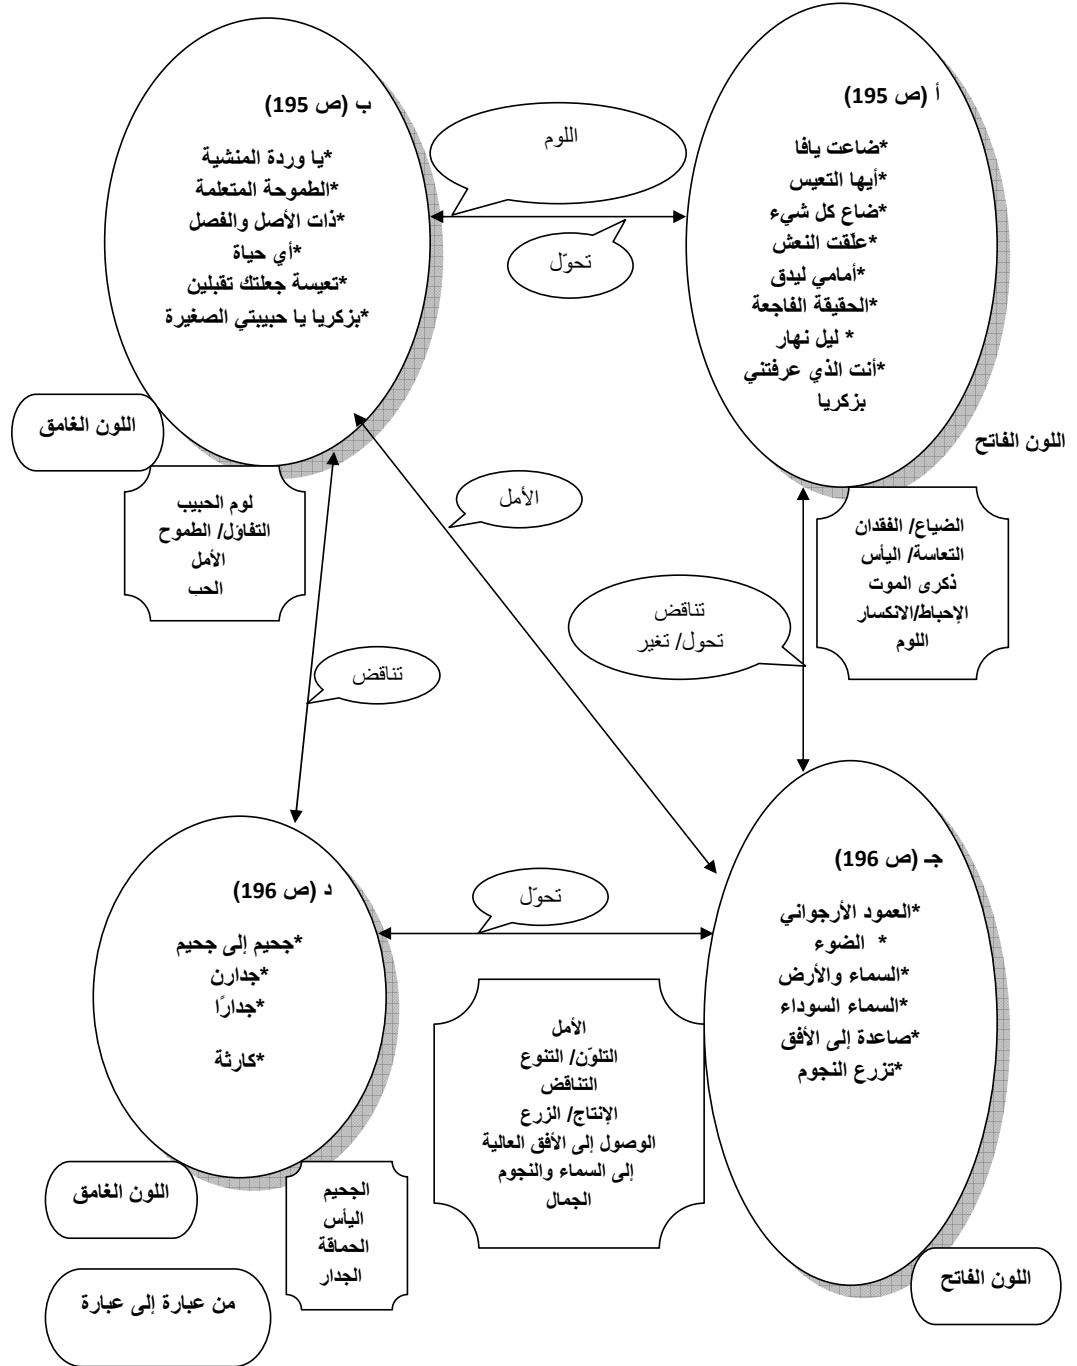 أ (ص 195)
*ضاعت يافا
*أيها التعيس
*ضاع كل شيء
*علّقت النعش
*أمامي ليدق
*الحقيقة الفاجعة
* ليل نهار
*أنت الذي عرفتني
بزكريا
اللون الفاتح
الضياع/ الفقدان
التعاسة/ اليأس
ذكرى الموت
الإحباط/الانكسار
اللوم
اللوم
تحوّل
ب (ص 195)
*يا وردة المنشية
*الطموحة المتعلمة
*ذات الأصل والفصل
*أي حياة
*تعيسة جعلتك تقبلين
*بزكريا يا حبيبتي الصغيرة
اللون الغامق
لوم الحبيب
التفاؤل/ الطموح
الأمل
الحب
الأمل
تناقض
تحول/ تغير
تناقض
جـ (ص 196)
*العمود الأرجواني
* الضوء
*السماء والأرض
*السماء السوداء
*صاعدة إلى الأفق
*تزرع النجوم
تحوّل
الأمل
التلوّن/ التنوع
التناقض
الإنتاج/ الزرع
الوصول إلى الأفق العالية
إلى السماء والنجوم
الجمال
اللون الفاتح
د (ص 196)
*جحيم إلى جحيم
*جدارن
*جدارًا
*كارثة
اللون الغامق
الجحيم
اليأس
الحماقة
الجدار
من عبارة إلى عبارة